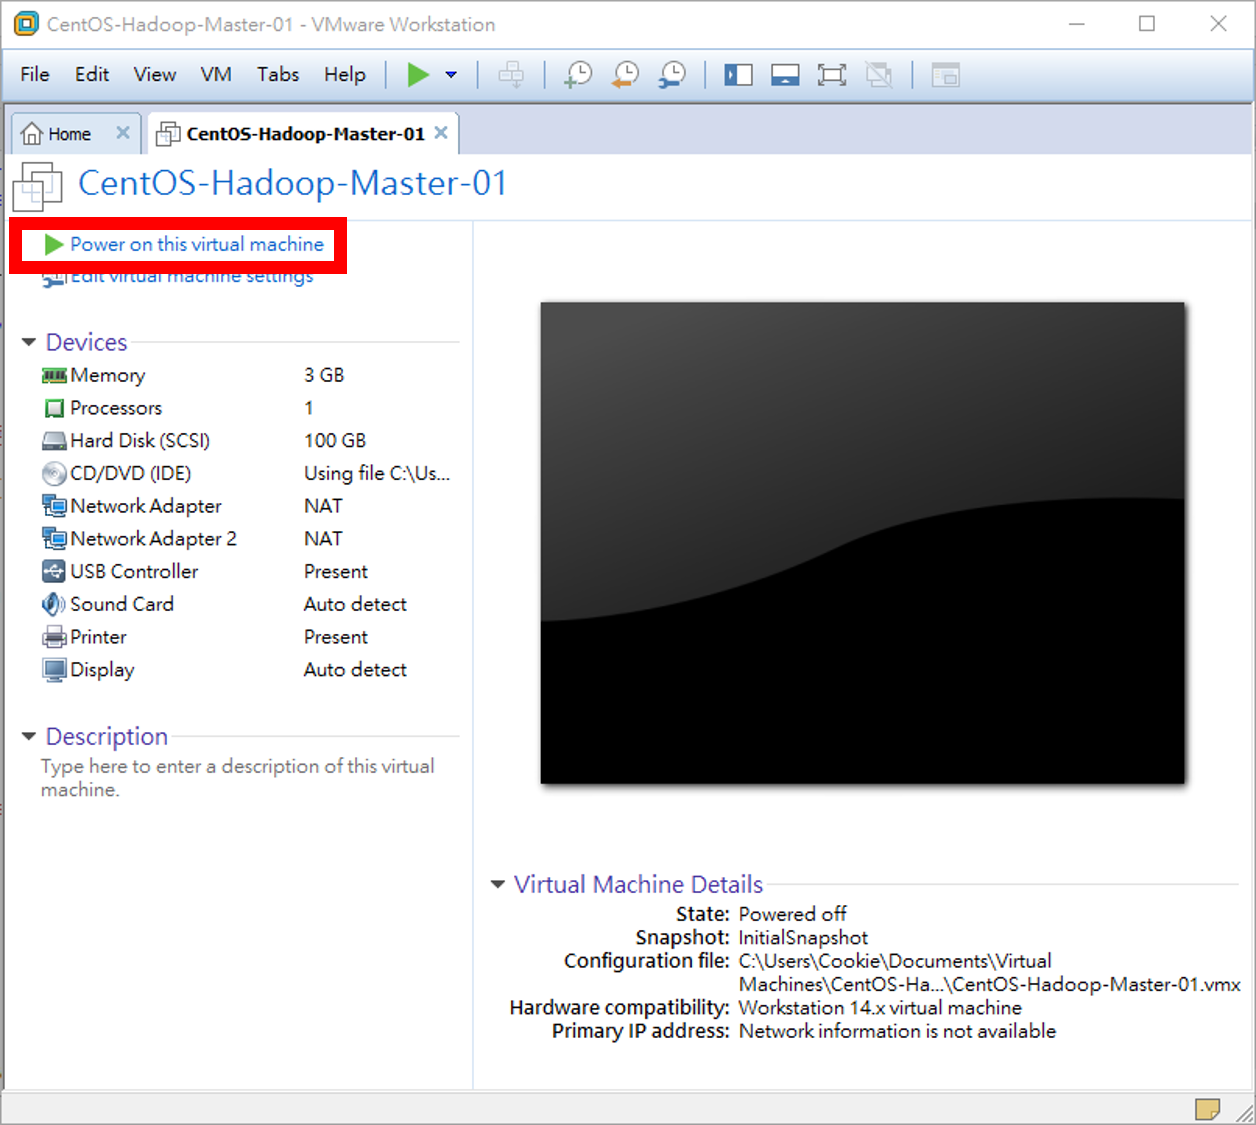 CentOS-Hadoop-Master-01 - VMware Workstation
File Edit View VM Tabs Help
Home CentOS-Hadoop-Master-01
CentOS-Hadoop-Master-01
Power on this virtual machine
Edit virtual machine settings
Devices
Memory 3 GB
Processors 1
Hard Disk (SCSI) 100 GB
CD/DVD (IDE) Using file C:\Us...
Network Adapter NAT
Network Adapter 2 NAT
USB Controller Present
Sound Card Auto detect
Printer Present
Display Auto detect
Description
Type here to enter a description of this virtual
machine.
Virtual Machine Details
State: Powered off
Snapshot: InitialSnapshot
Configuration file: C:\Users\Cookie\Documents\Virtual
Machines\CentOS-Ha...\CentOS-Hadoop-Master-01.vmx
Hardware compatibility: Workstation 14.x virtual machine
Primary IP address: Network information is not available